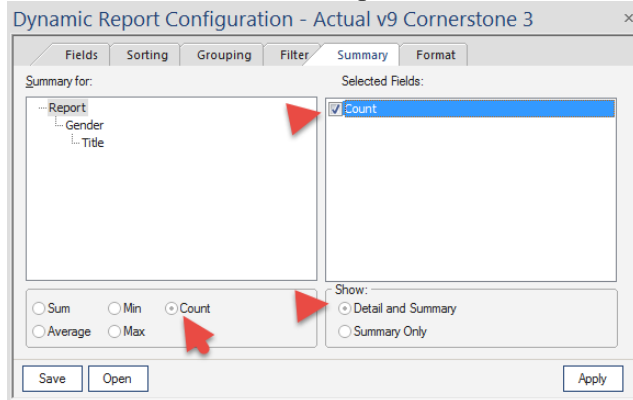 Dynamic Report Configuration - Actual v9 Cornerstone 3
Fields Sorting Grouping Filter Summary Format
Summary for: Selected Fields:
Report
Gender
Title
Count
Show:
Sum Min Count Detail and Summary
Average Max Summary Only
Save Open Apply